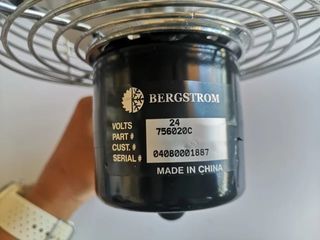 BERGSTROM
VOLTS 24
PART # 756020C
CUST. #
SERIAL # 04080001887
MADE IN CHINA